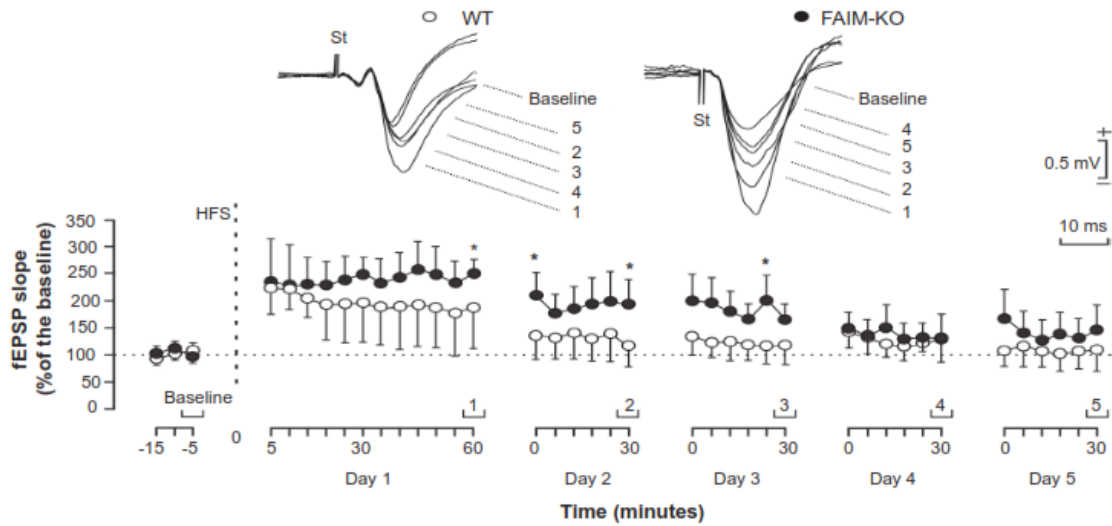 WT
FAIM-KO
St
Baseline
5
2
3
4
1
St
Baseline
4
5
3
2
1
+
0.5 mV
−
10 ms
fEPSP slope
(%of the baseline)
350
300
250
200
150
100
50
0
HFS
*
*
*
*
Baseline
1
2
3
4
5
-15 -5
0
5 30 60
0 30
0 30
0 30
0 30
Day 1
Day 2
Day 3
Day 4
Day 5
Time (minutes)